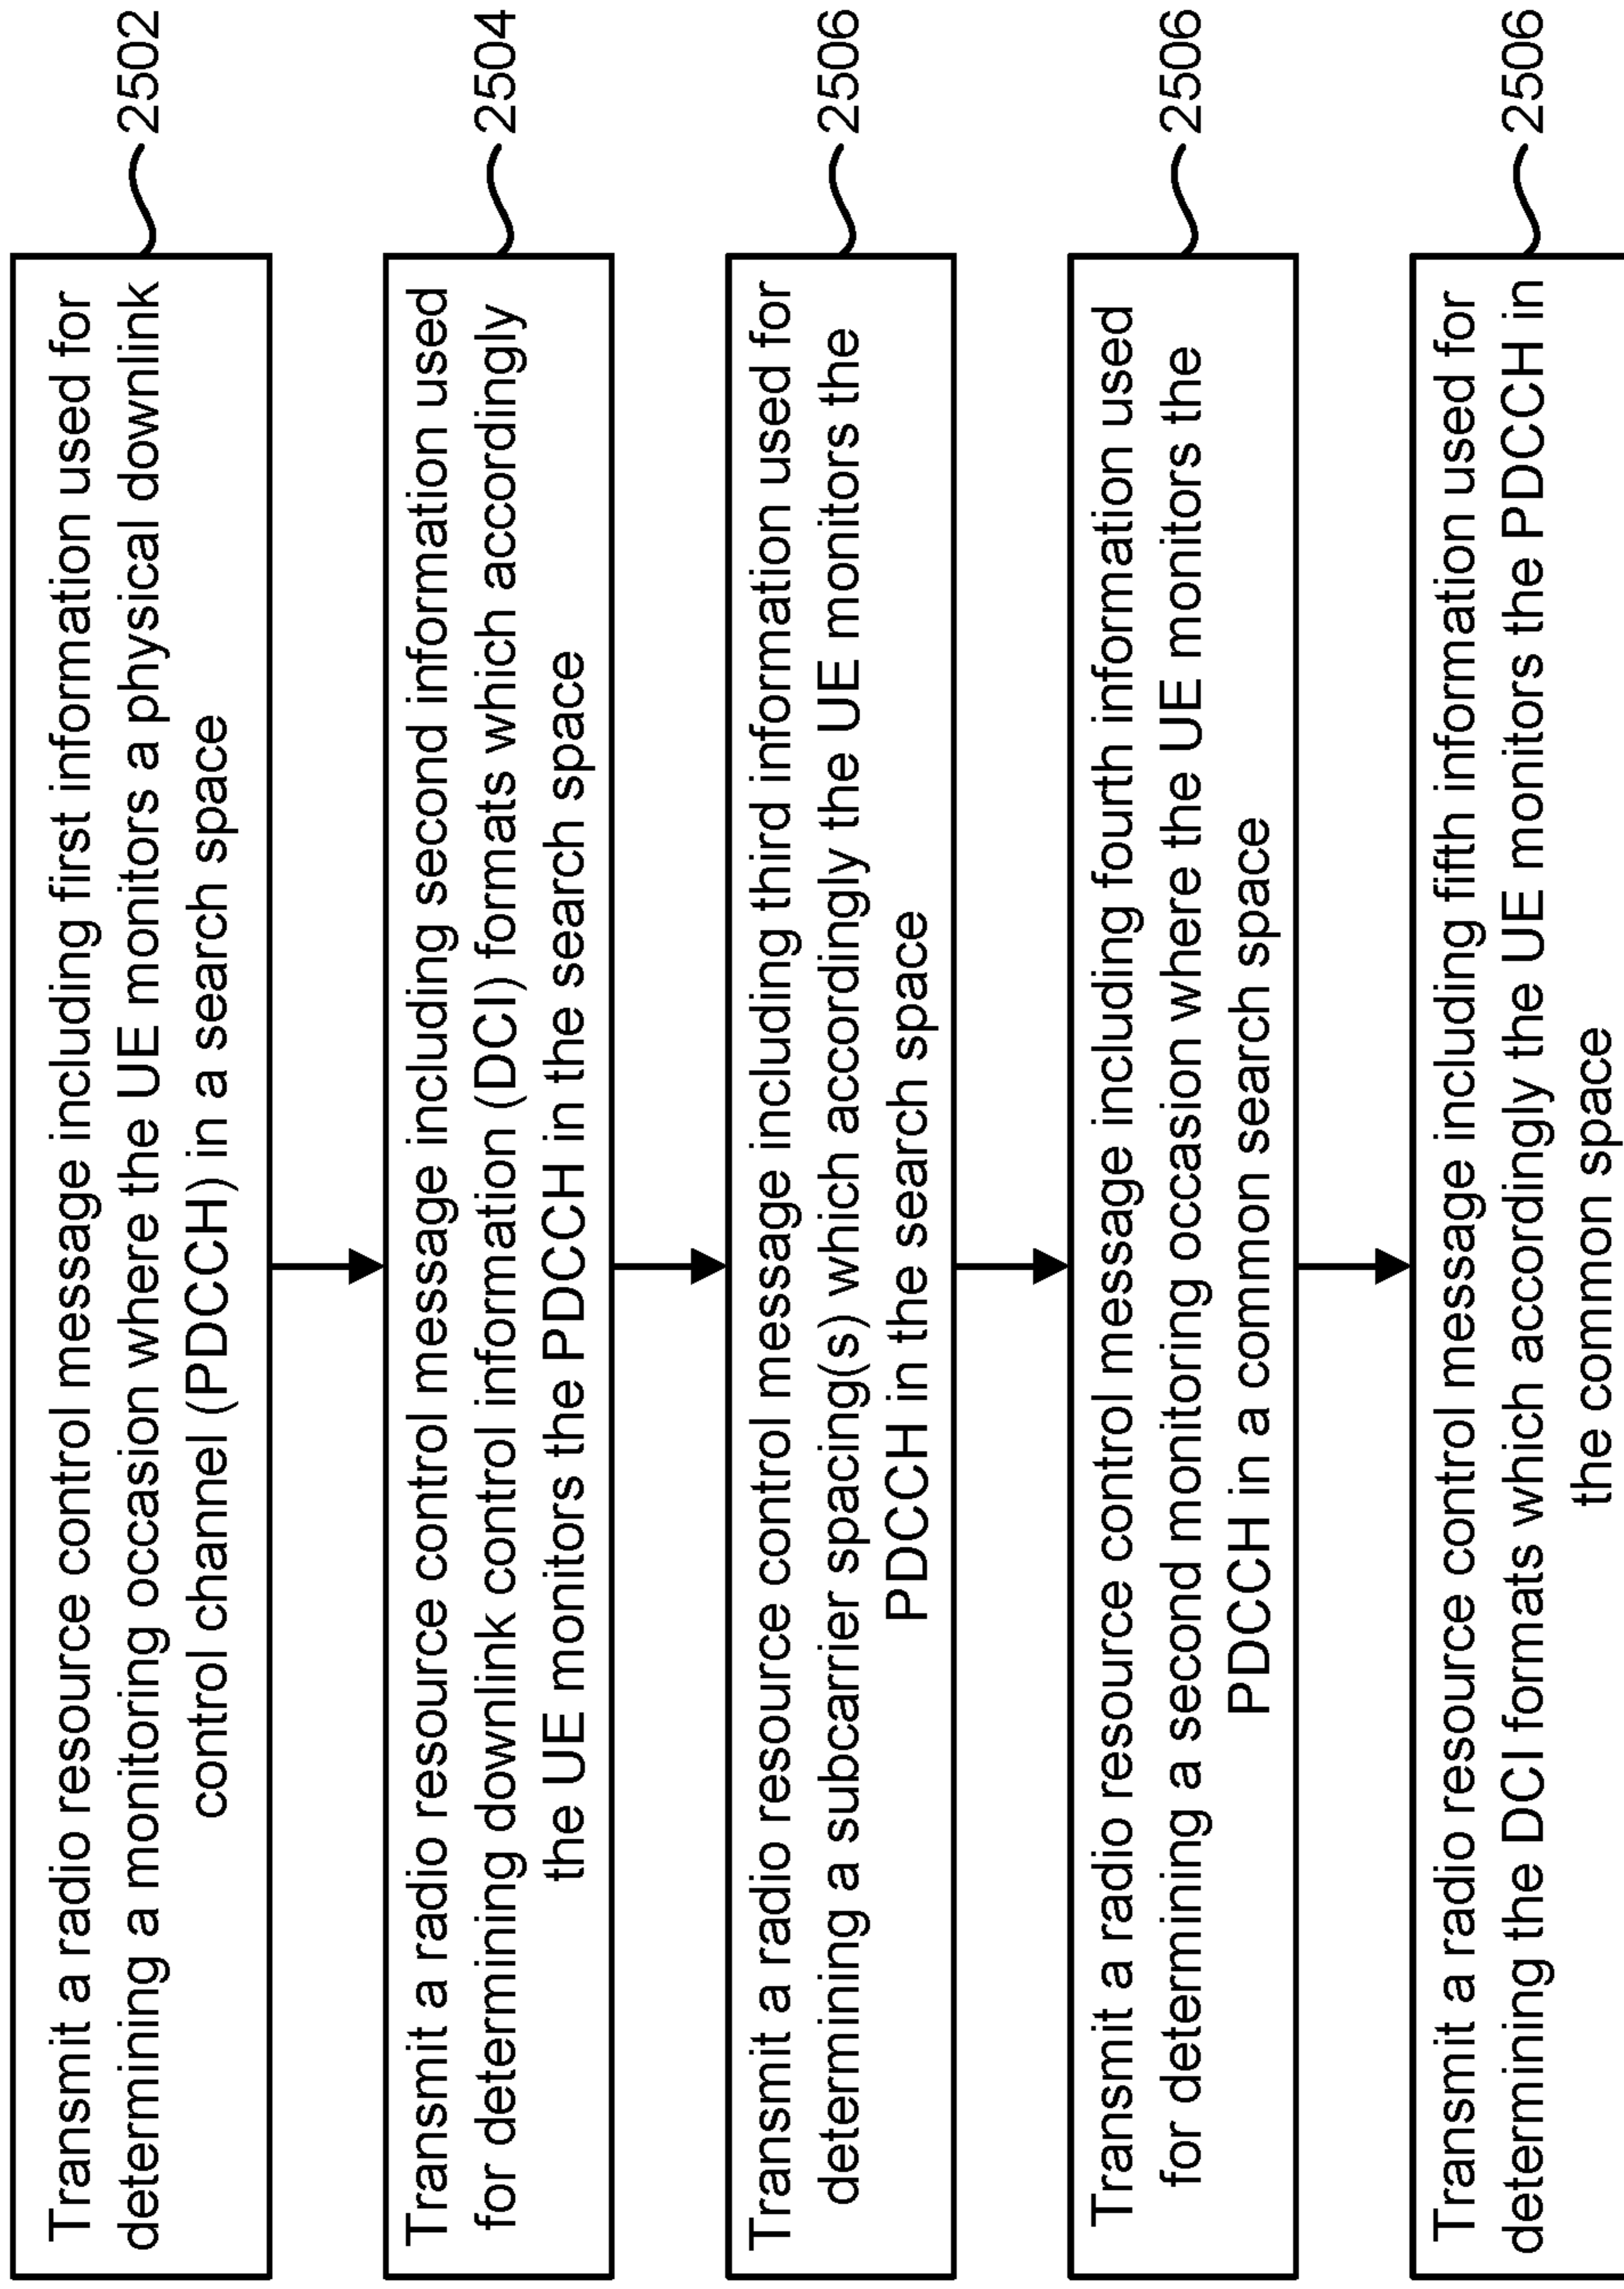 Transmit a radio resource control message including first information used for
determining a monitoring occasion where the UE monitors a physical downlink
control channel (PDCCH) in a search space
2502
Transmit a radio resource control message including second information used
for determining downlink control information (DCI) formats which accordingly
the UE monitors the PDCCH in the search space
2504
Transmit a radio resource control message including third information used for
determining a subcarrier spacing(s) which accordingly the UE monitors the
PDCCH in the search space
2506
Transmit a radio resource control message including fourth information used
for determining a second monitoring occasion where the UE monitors the
PDCCH in a common search space
2506
Transmit a radio resource control message including fifth information used for
determining the DCI formats which accordingly the UE monitors the PDCCH in
the common space
2506